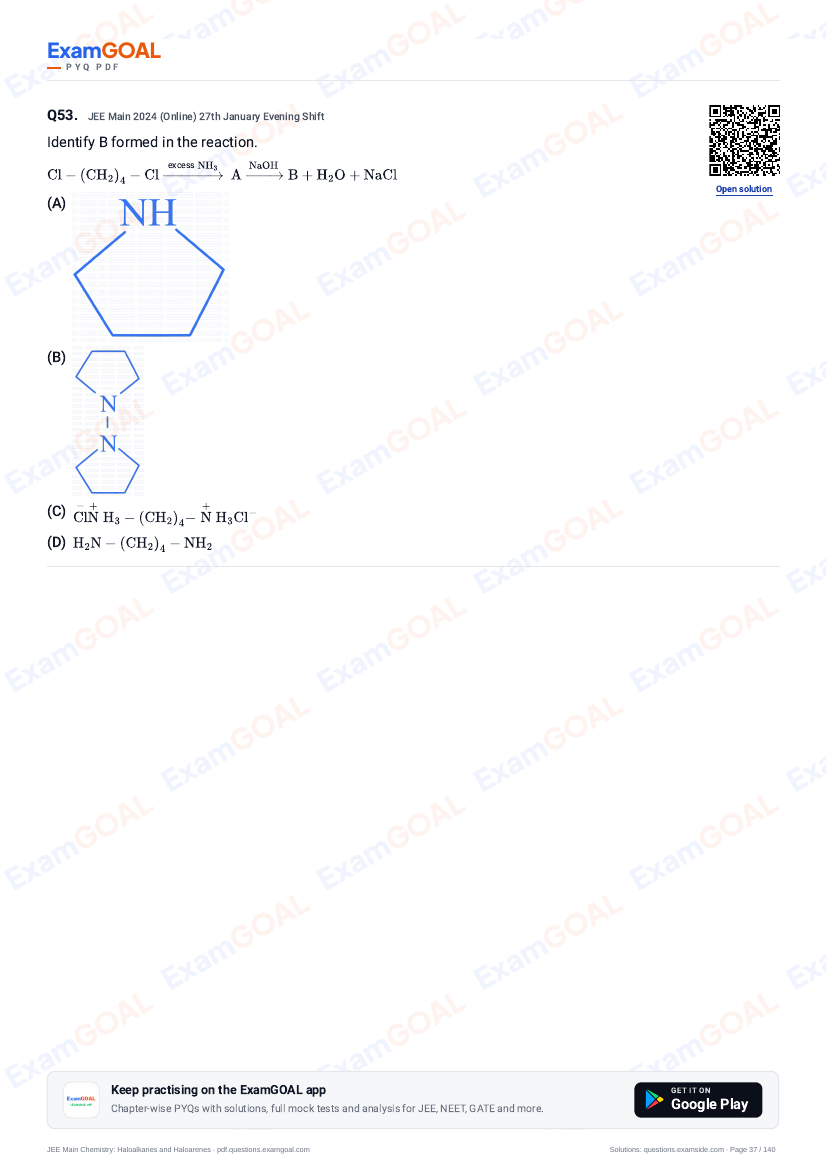 ExamGOAL
PYQ PDF
Q53. JEE Main 2024 (Online) 27th January Evening Shift
Identify B formed in the reaction.
Cl − (CH₂)₄ − Cl —excess NH₃→ A —NaOH→ B + H₂O + NaCl
Open solution
(A)
NH
(B)
N
N
(C) Cl⁻N⁺H₃ − (CH₂)₄− N⁺H₃Cl⁻
(D) H₂N − (CH₂)₄ − NH₂
ExamGOAL
Keep practising on the ExamGOAL app
Chapter-wise PYQs with solutions, full mock tests and analysis for JEE, NEET, GATE and more.
GET IT ON
Google Play
JEE Main Chemistry: Haloalkanes and Haloarenes · pdf.questions.examgoal.com
Solutions: questions.examside.com · Page 37 / 140